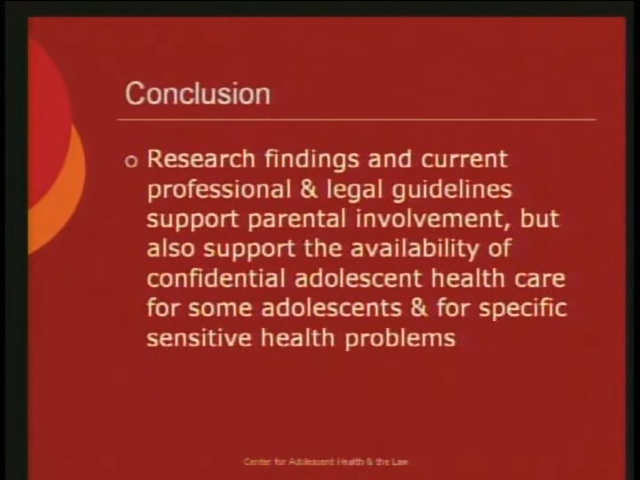 Conclusion
Research findings and current
professional & legal guidelines
support parental involvement, but
also support the availability of
confidential adolescent health care
for some adolescents & for specific
sensitive health problems
Center for Adolescent Health & the Law